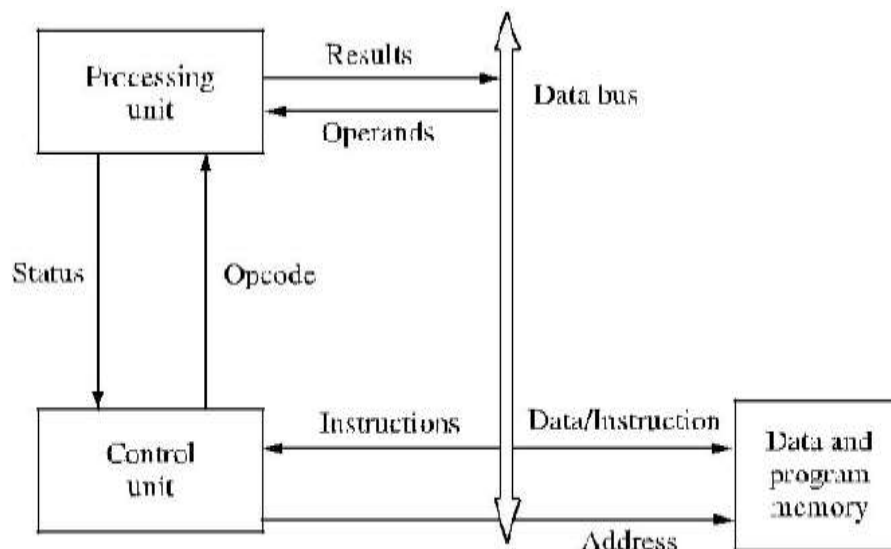 Processing
unit
Results
Operands
Data bus
Status
Opcode
Control
unit
Instructions
Data/Instruction
Address
Data and
program
memory